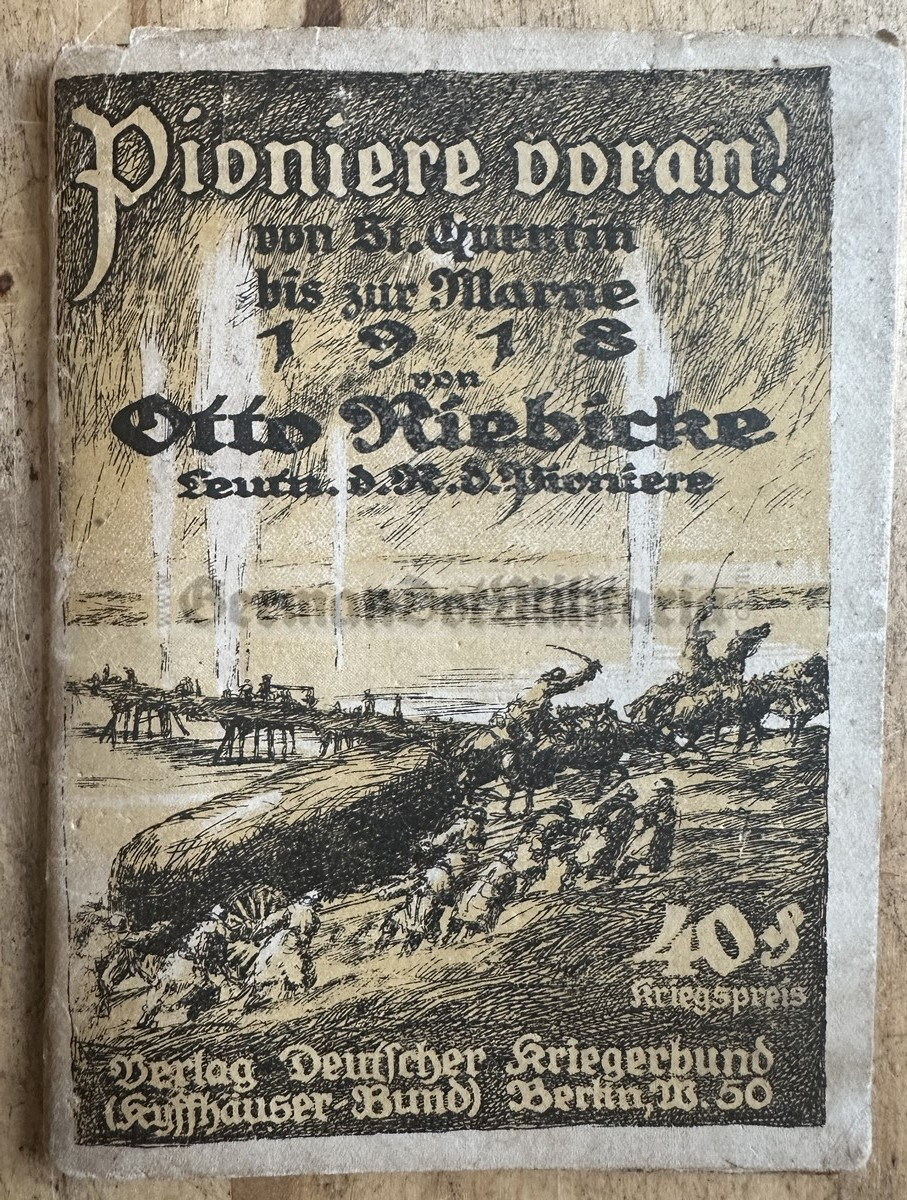 Pioniere voran!
von St. Quentin
bis zur Marne
1918
von
Otto Riebicke
Leutn. d. R. d. Pioniere
40 ₰
Kriegspreis
Verlag Deutscher Kriegerbund
(Kyffhäuser Bund) Berlin, W. 50